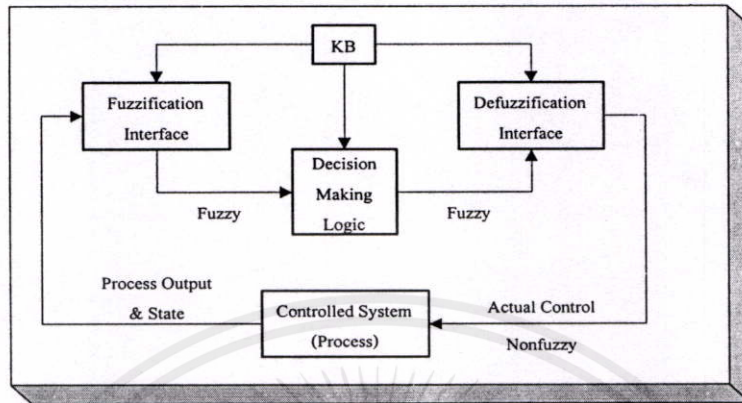 KB
Fuzzification
Interface
Defuzzification
Interface
Decision
Making
Logic
Fuzzy
Fuzzy
Process Output
& State
Controlled System
(Process)
Actual Control
Nonfuzzy